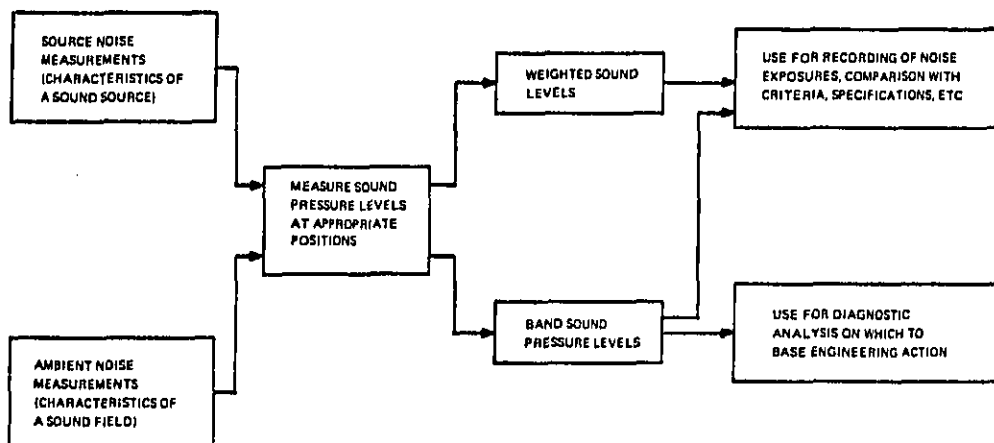 SOURCE NOISE
MEASUREMENTS
(CHARACTERISTICS OF
A SOUND SOURCE)
WEIGHTED SOUND
LEVELS
USE FOR RECORDING OF NOISE
EXPOSURES, COMPARISON WITH
CRITERIA, SPECIFICATIONS, ETC
MEASURE SOUND
PRESSURE LEVELS
AT APPROPRIATE
POSITIONS
AMBIENT NOISE
MEASUREMENTS
(CHARACTERISTICS OF
A SOUND FIELD)
BAND SOUND
PRESSURE LEVELS
USE FOR DIAGNOSTIC
ANALYSIS ON WHICH TO
BASE ENGINEERING ACTION